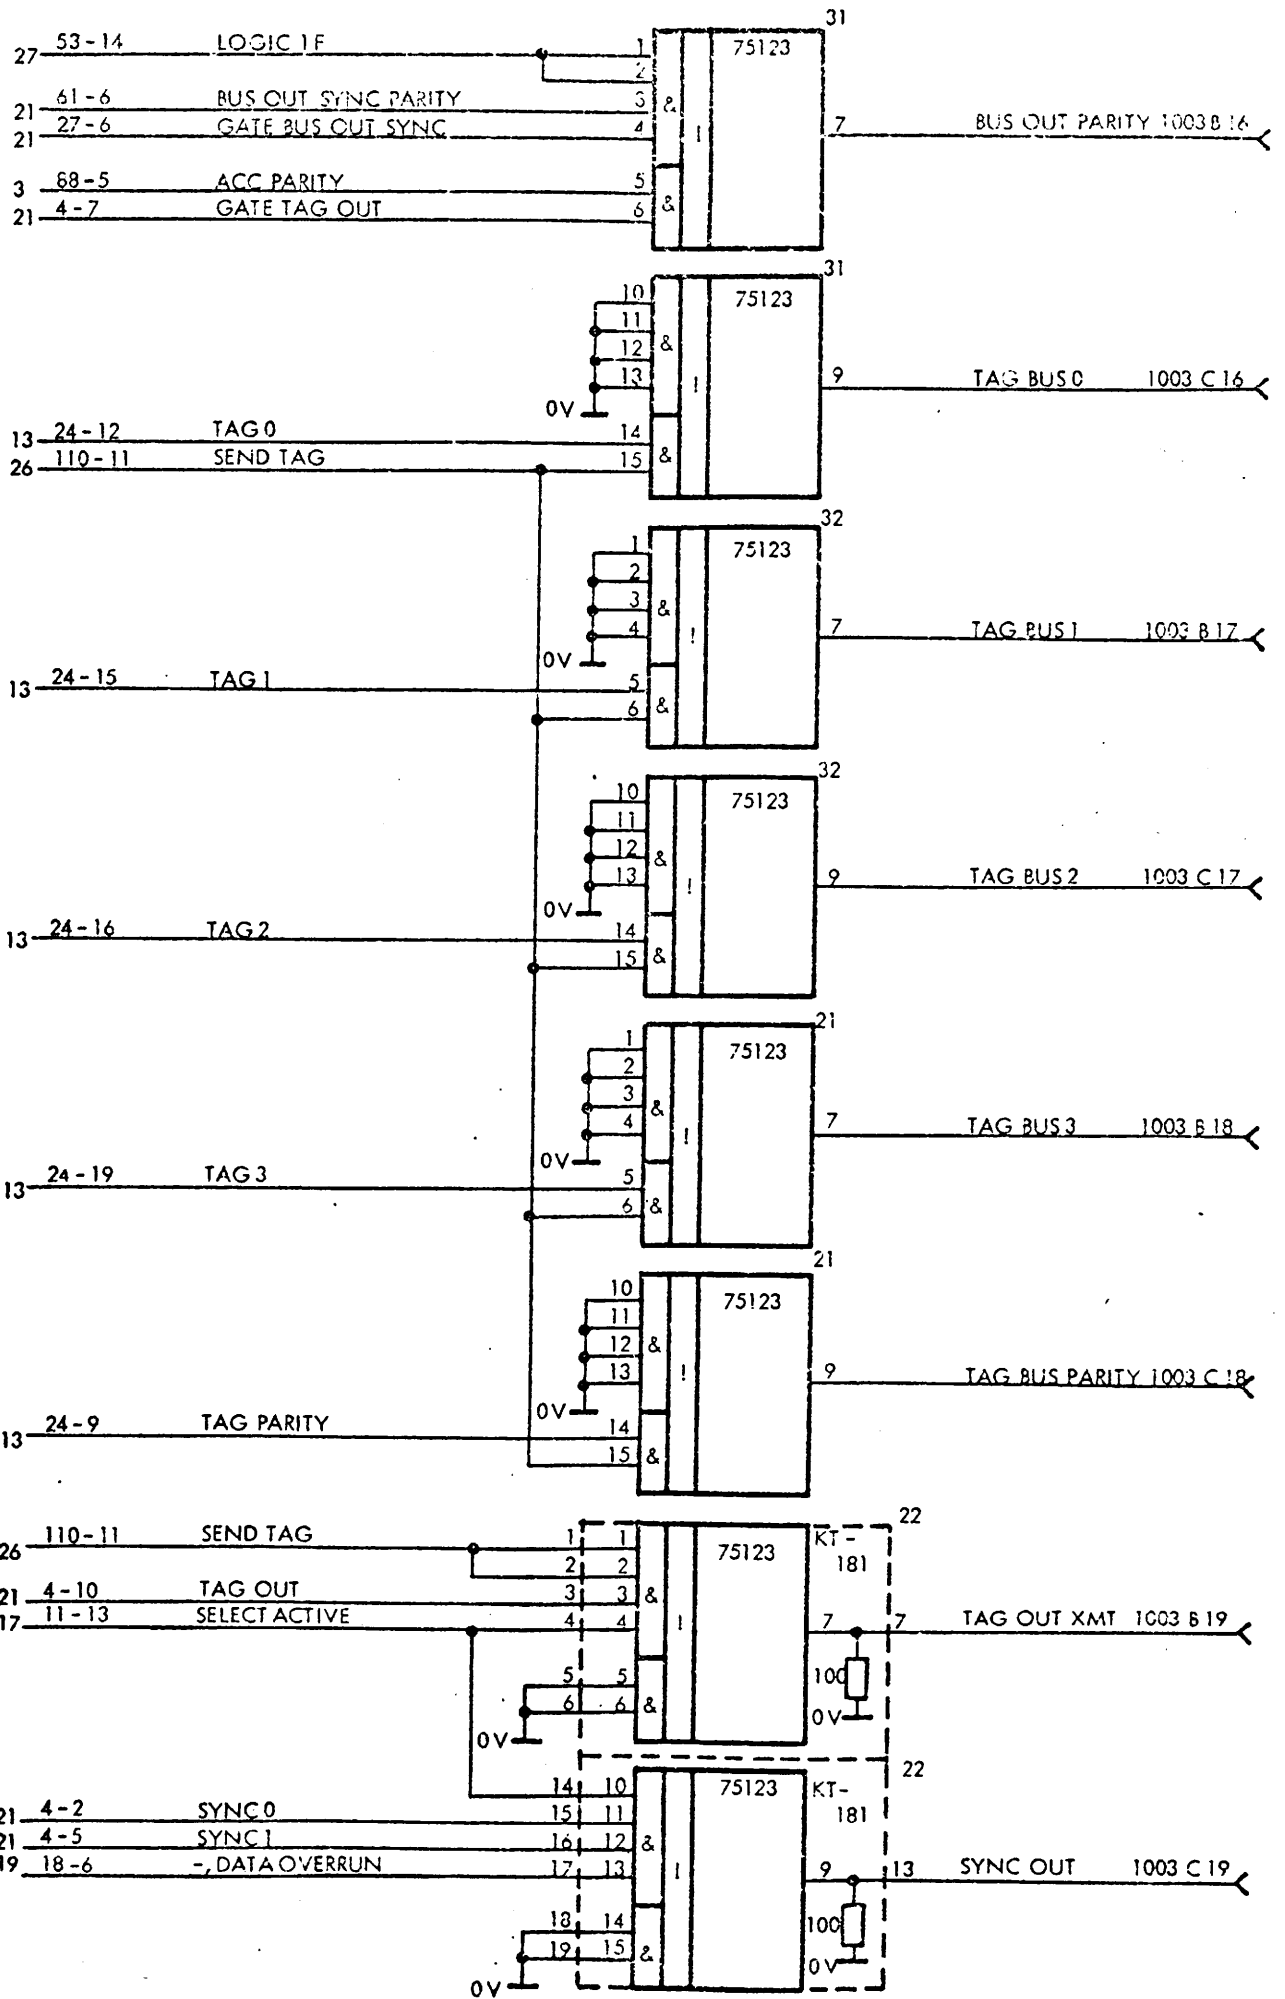 31
27 53-14 LOGIC 1F 1 75123
2
21 61-6 BUS OUT SYNC PARITY 3 &
21 27-6 GATE BUS OUT SYNC 4 ! 7 BUS OUT PARITY 1003 B 16
3 68-5 ACC PARITY 5
21 4-7 GATE TAG OUT 6 &
31
10 75123
11
12 &
13 ! 9 TAG BUS 0 1003 C 16
0V
13 24-12 TAG 0 14
26 110-11 SEND TAG 15 &
32
1 75123
2
3 &
4 ! 7 TAG BUS 1 1003 B 17
0V
13 24-15 TAG 1 5
6 &
32
10 75123
11
12 &
13 ! 9 TAG BUS 2 1003 C 17
0V
13 24-16 TAG 2 14
15 &
21
1 75123
2
3 &
4 ! 7 TAG BUS 3 1003 B 18
0V
13 24-19 TAG 3 5
6 &
21
10 75123
11
12 &
13 ! 9 TAG BUS PARITY 1003 C 18
0V
13 24-9 TAG PARITY 14
15 &
22
26 110-11 SEND TAG 1 1 75123 KT-
2 2 181
21 4-10 TAG OUT 3 3 &
17 11-13 SELECT ACTIVE 4 4 ! 7 7 TAG OUT XMT 1003 B 19
5 5 100
6 6 & 0V
0V
22
14 10 75123 KT-
21 4-2 SYNC 0 15 11 181
21 4-5 SYNC 1 16 12 &
19 18-6 -, DATA OVERRUN 17 13 ! 9 13 SYNC OUT 1003 C 19
18 14 100
19 15 & 0V
0V